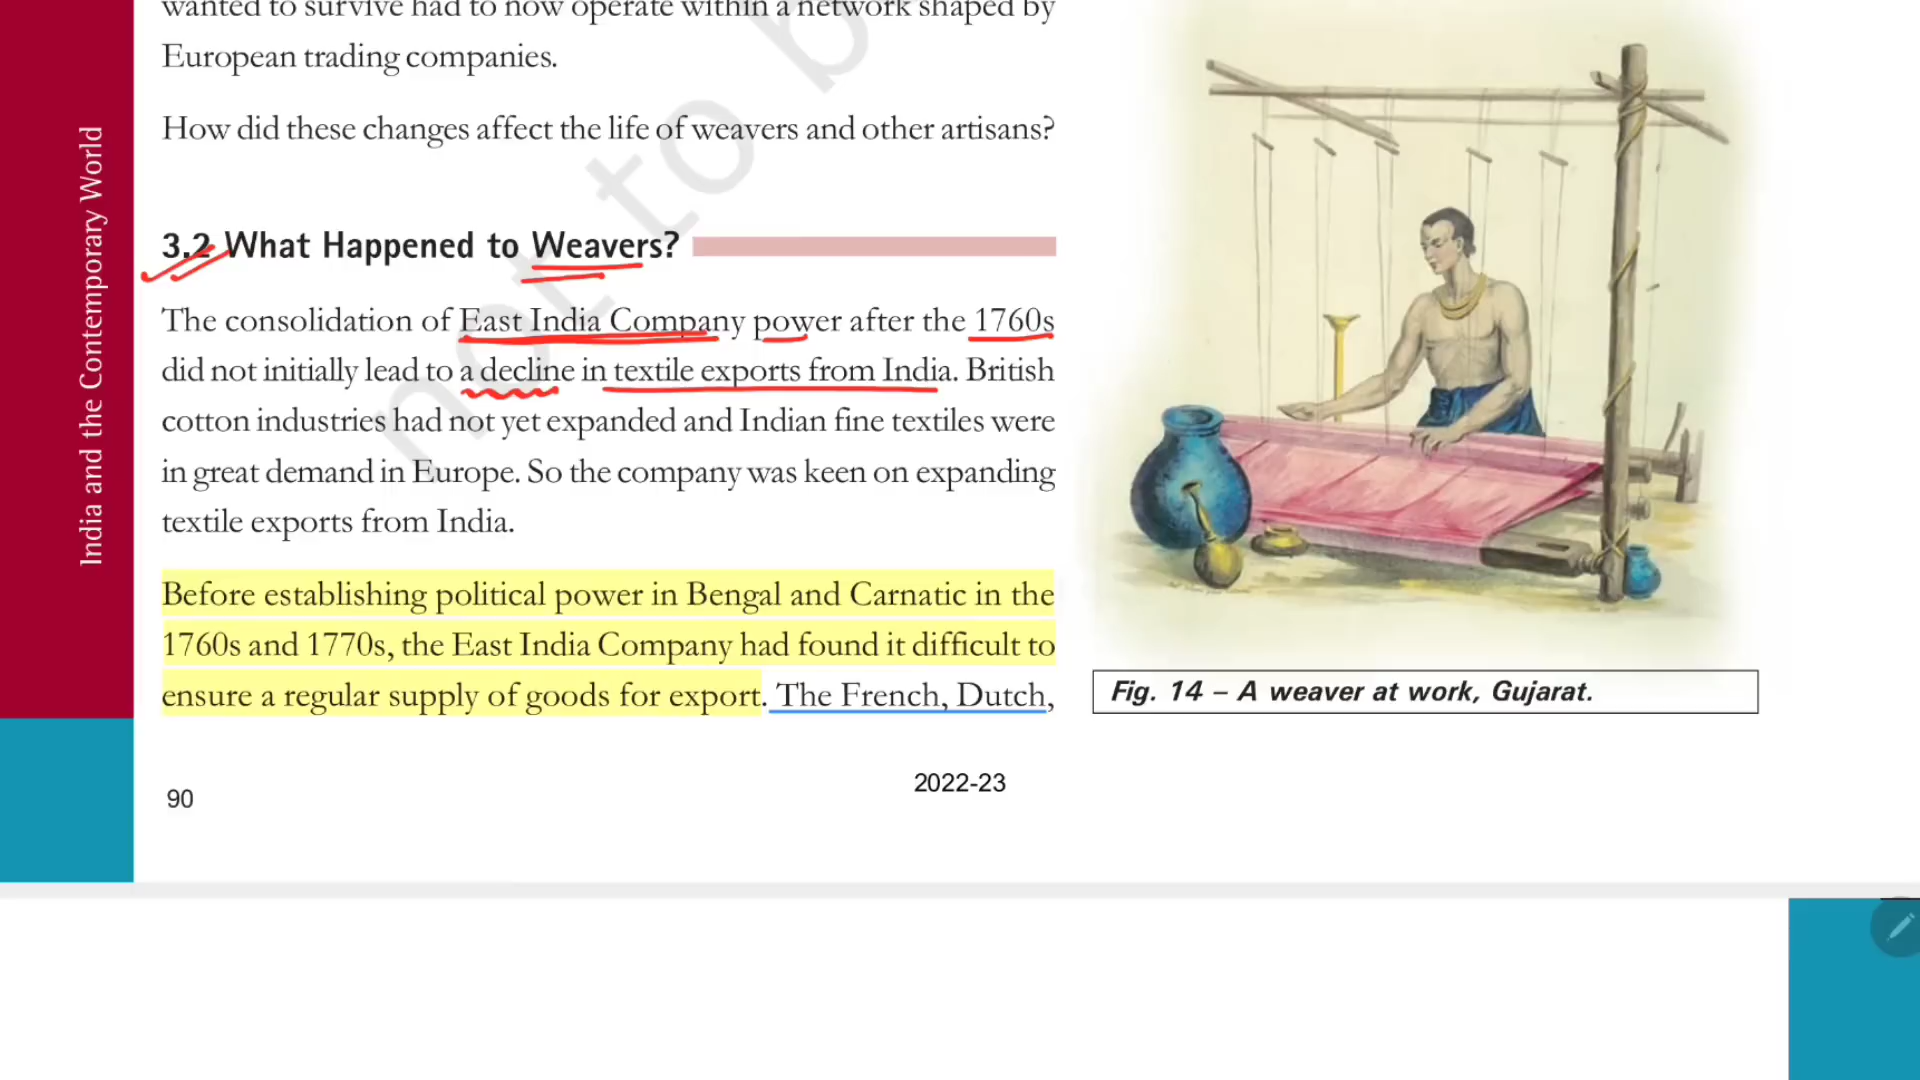 wanted to survive had to now operate within a network shaped by
European trading companies.
How did these changes affect the life of weavers and other artisans?
3.2 What Happened to Weavers?
The consolidation of East India Company power after the 1760s
did not initially lead to a decline in textile exports from India. British
cotton industries had not yet expanded and Indian fine textiles were
in great demand in Europe. So the company was keen on expanding
textile exports from India.
Before establishing political power in Bengal and Carnatic in the
1760s and 1770s, the East India Company had found it difficult to
ensure a regular supply of goods for export. The French, Dutch,
Fig. 14 – A weaver at work, Gujarat.
India and the Contemporary World
90
2022-23
not to b